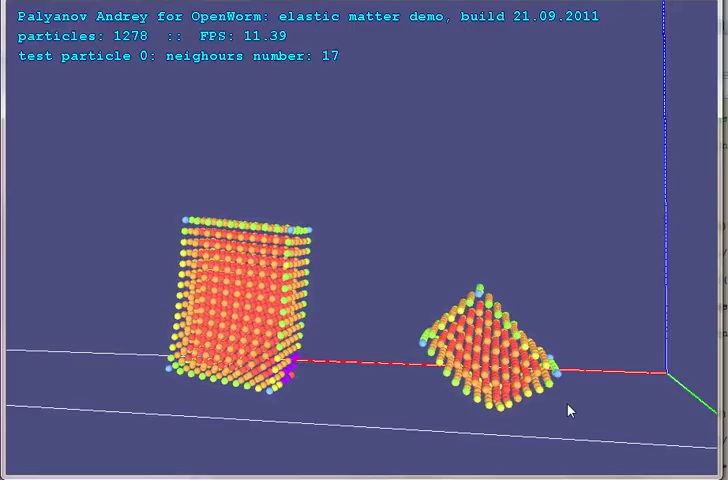 Palyanov Andrey for OpenWorm: elastic matter demo, build 21.09.2011
particles: 1278 :: FPS: 11.39
test particle 0: neighours number: 17